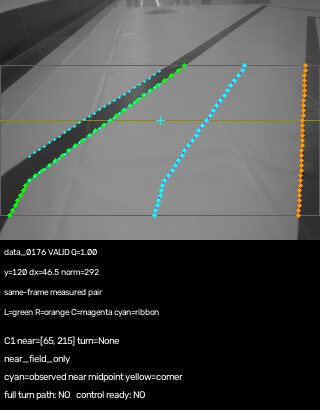 data_0176 VALID Q=1.00
y=120 dx=46.5 norm=292
same-frame measured pair
L=green R=orange C=magenta cyan=ribbon
C1 near=[65, 215] turn=None
near_field_only
cyan=observed near midpoint yellow=corner
full turn path: NO control ready: NO